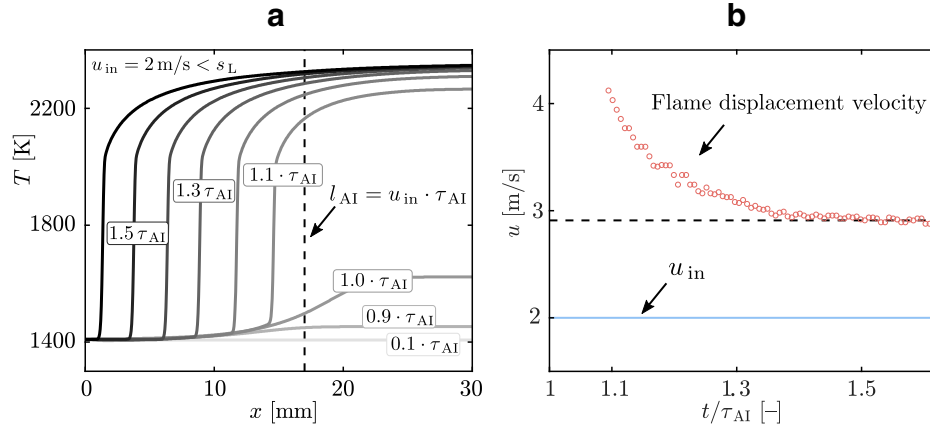 a
b
u_in = 2 m/s < s_L
T [K]
2200
1800
1400
1.5 τ_AI
1.3 τ_AI
1.1 · τ_AI
l_AI = u_in · τ_AI
1.0 · τ_AI
0.9 · τ_AI
0.1 · τ_AI
0 10 20 30
x [mm]
u [m/s]
4
3
2
Flame displacement velocity
u_in
1 1.1 1.3 1.5
t/τ_AI [–]